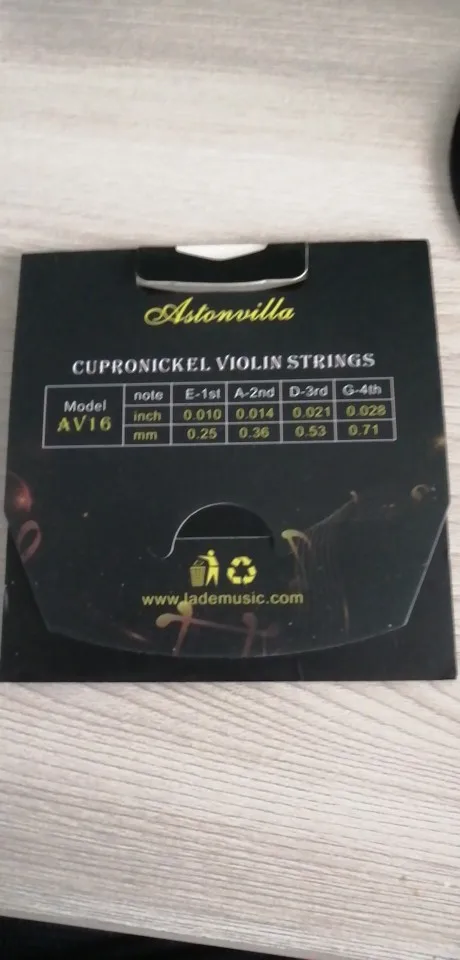 Astonvilla
CUPRONICKEL VIOLIN STRINGS
Model AV16
note E-1st A-2nd D-3rd G-4th
inch 0.010 0.014 0.021 0.028
mm 0.25 0.36 0.53 0.71
www.jademusic.com